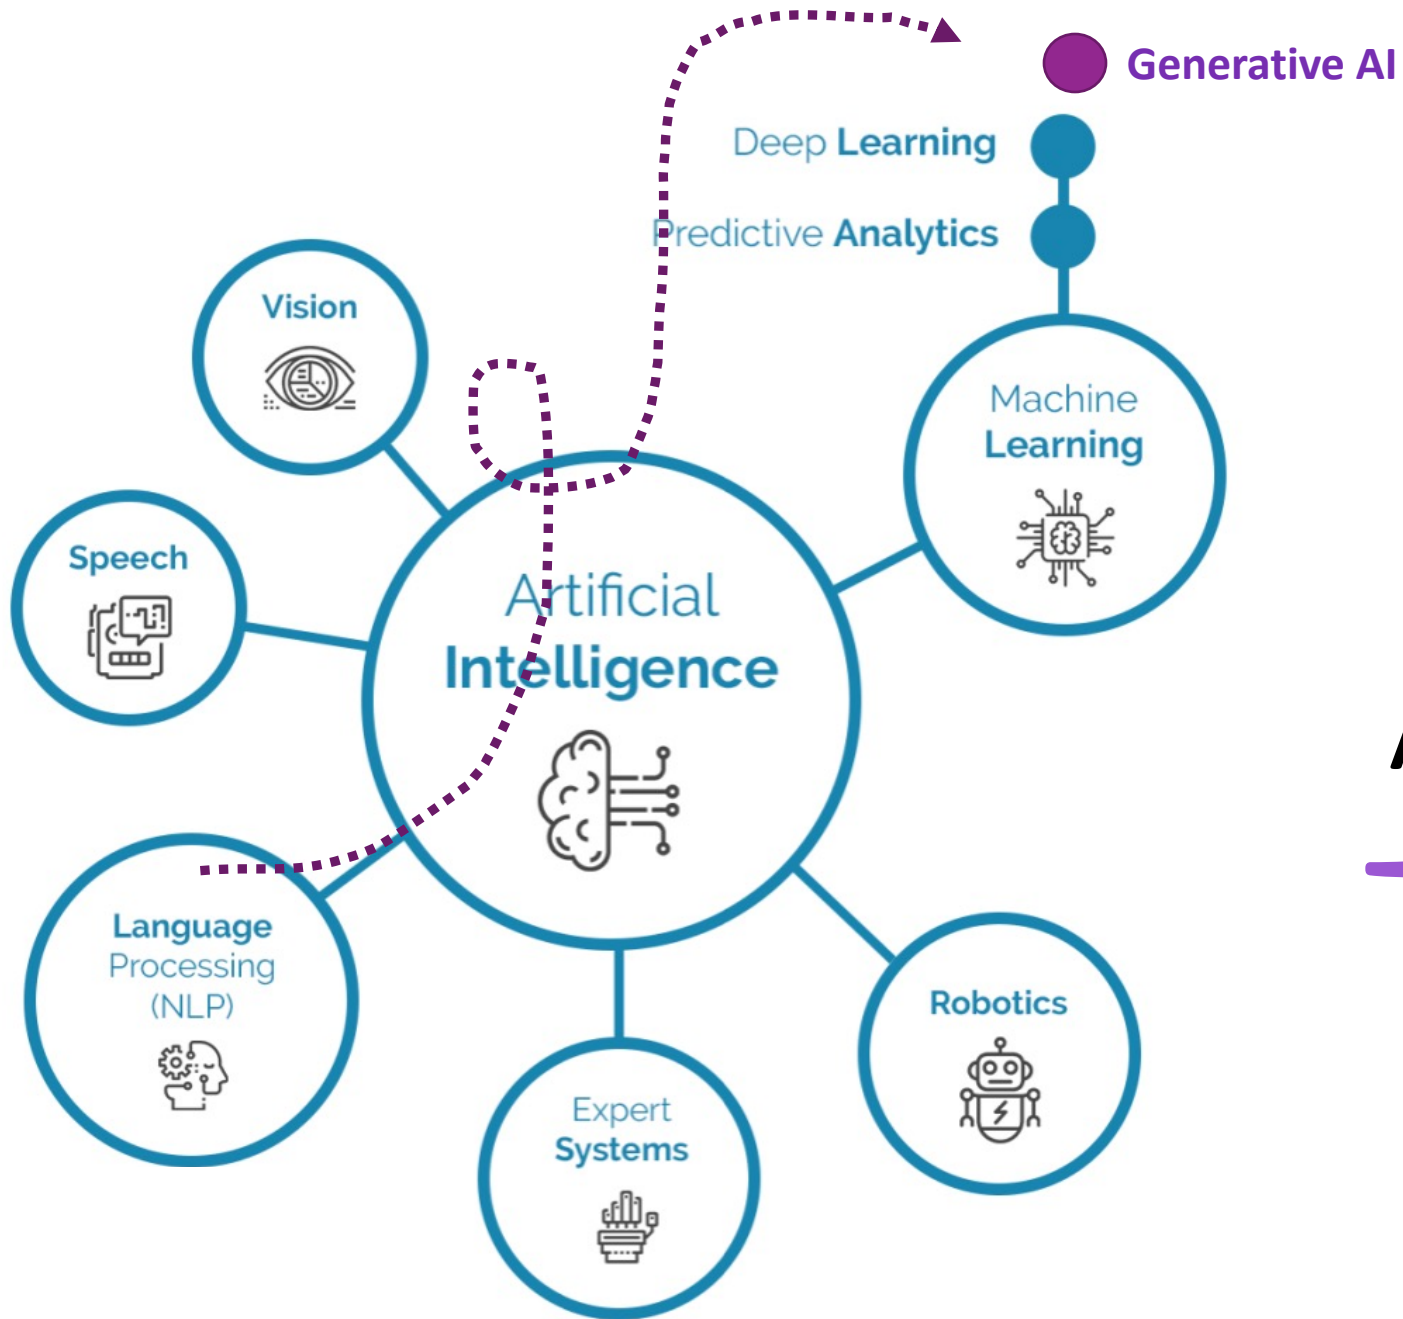 Generative AI
Deep Learning
Predictive Analytics
Vision
Machine
Learning
Speech
Artificial
Intelligence
Language
Processing
(NLP)
Robotics
Expert
Systems